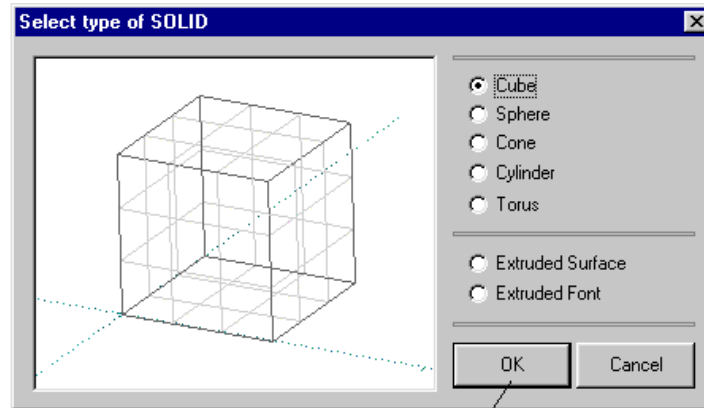 Select type of SOLID
Cube
Sphere
Cone
Cylinder
Torus
Extruded Surface
Extruded Font
OK
Cancel